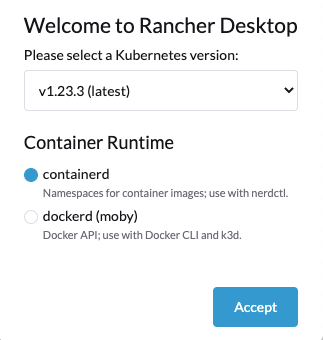 Welcome to Rancher Desktop
Please select a Kubernetes version:
v1.23.3 (latest)
Container Runtime
containerd
Namespaces for container images; use with nerdctl.
dockerd (moby)
Docker API; use with Docker CLI and k3d.
Accept